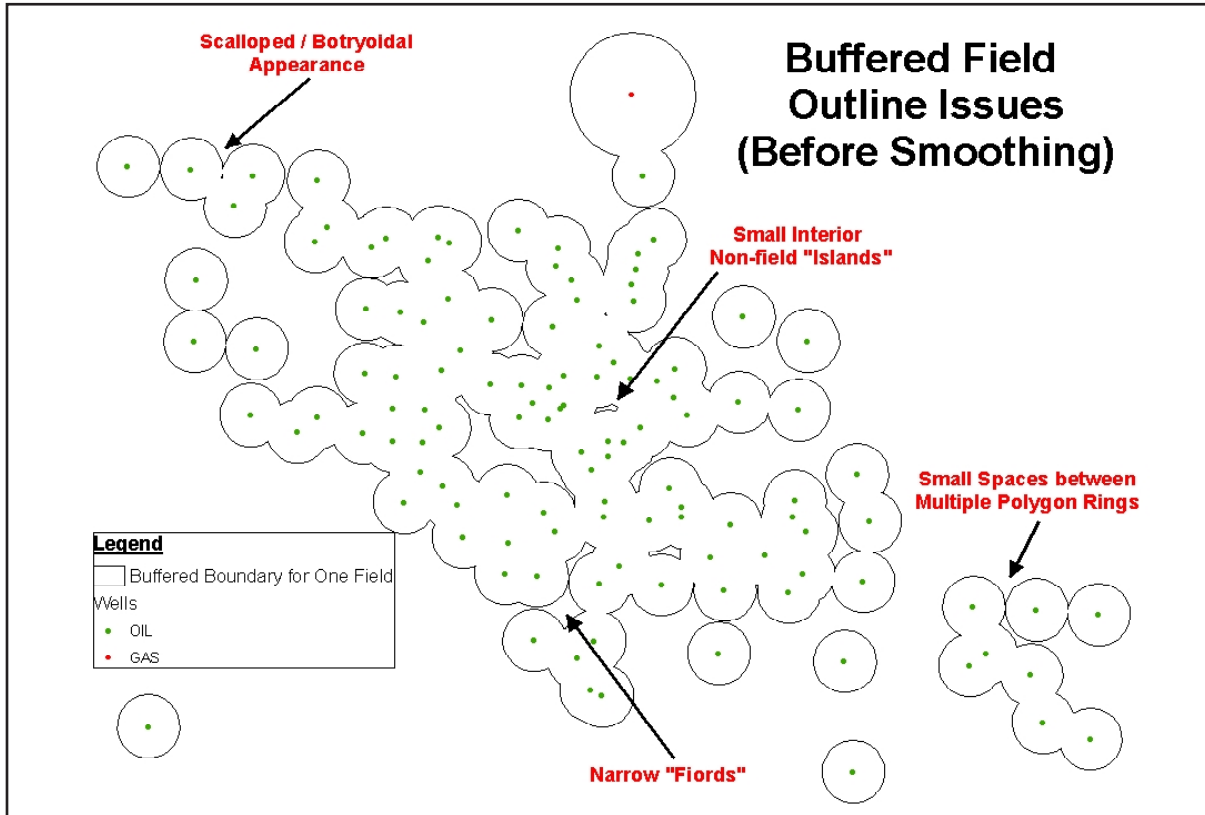 Scalloped / Botryoidal
Appearance
Buffered Field
Outline Issues
(Before Smoothing)
Small Interior
Non-field "Islands"
Small Spaces between
Multiple Polygon Rings
Legend
Buffered Boundary for One Field
Wells
OIL
GAS
Narrow "Fiords"